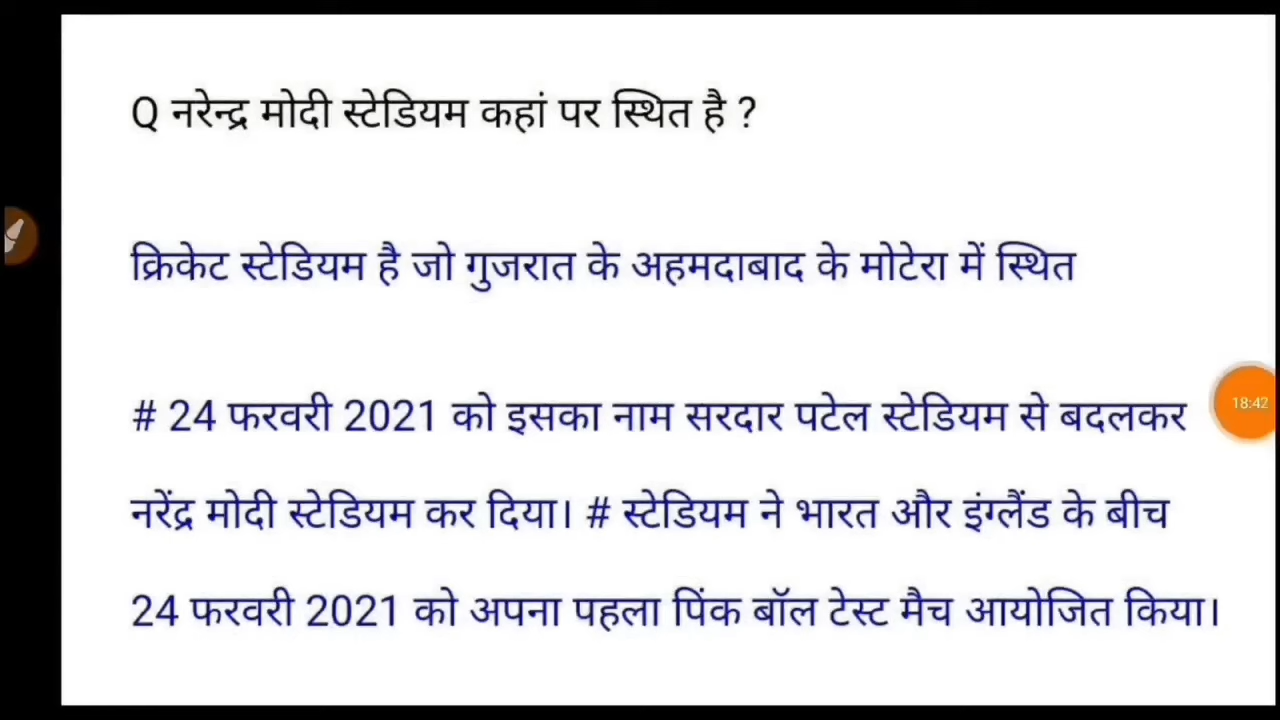 Q नरेन्द्र मोदी स्टेडियम कहां पर स्थित है ?
क्रिकेट स्टेडियम है जो गुजरात के अहमदाबाद के मोटेरा में स्थित
# 24 फरवरी 2021 को इसका नाम सरदार पटेल स्टेडियम से बदलकर
18:42
नरेंद्र मोदी स्टेडियम कर दिया। # स्टेडियम ने भारत और इंग्लैंड के बीच
24 फरवरी 2021 को अपना पहला पिंक बॉल टेस्ट मैच आयोजित किया।